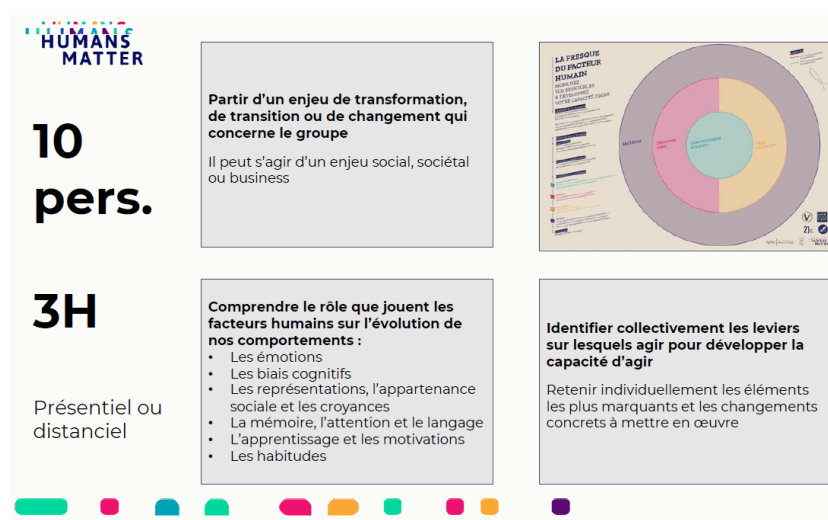 HUMANS
MATTER
10
pers.
3H
Présentiel ou
distanciel
Partir d’un enjeu de transformation,
de transition ou de changement qui
concerne le groupe
Il peut s’agir d’un enjeu social, sociétal
ou business
LA FRESQUE
DU FACTEUR
HUMAIN
Comprendre le rôle que jouent les
facteurs humains sur l’évolution de
nos comportements :
• Les émotions
• Les biais cognitifs
• Les représentations, l’appartenance
sociale et les croyances
• La mémoire, l’attention et le langage
• L’apprentissage et les motivations
• Les habitudes
Identifier collectivement les leviers
sur lesquels agir pour développer la
capacité d’agir
Retenir individuellement les éléments
les plus marquants et les changements
concrets à mettre en œuvre